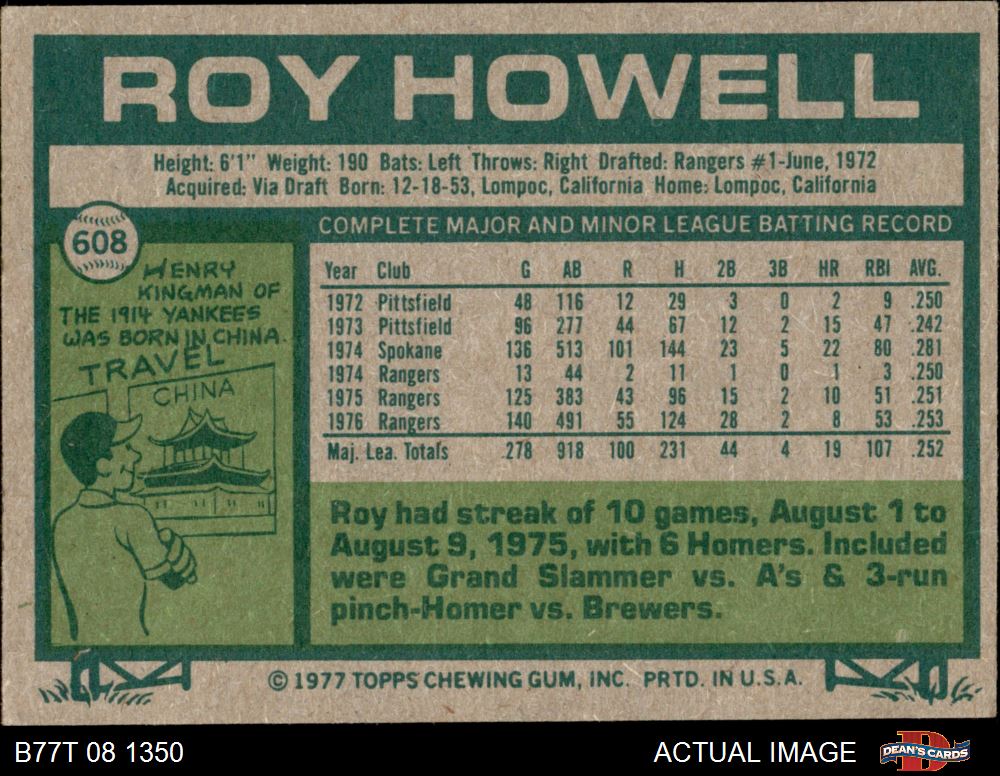 ROY HOWELL
Height: 6'1" Weight: 190 Bats: Left Throws: Right Drafted: Rangers #1-June, 1972
Acquired: Via Draft Born: 12-18-53, Lompoc, California Home: Lompoc, California
608
HENRY
KINGMAN OF
THE 1914 YANKEES
WAS BORN IN CHINA.
TRAVEL
CHINA
COMPLETE MAJOR AND MINOR LEAGUE BATTING RECORD
Year Club G AB R H 2B 3B HR RBI AVG.
1972 Pittsfield 48 116 12 29 3 0 2 9 .250
1973 Pittsfield 96 277 44 67 12 2 15 47 .242
1974 Spokane 136 513 101 144 23 5 22 80 .281
1974 Rangers 13 44 2 11 1 0 1 3 .250
1975 Rangers 125 383 43 96 15 2 10 51 .251
1976 Rangers 140 491 55 124 28 2 8 53 .253
Maj. Lea. Totals 278 918 100 231 44 4 19 107 .252
Roy had streak of 10 games, August 1 to
August 9, 1975, with 6 Homers. Included
were Grand Slammer vs. A's & 3-run
pinch-Homer vs. Brewers.
© 1977 TOPPS CHEWING GUM, INC. PRTD. IN U.S.A.
B77T 08 1350
ACTUAL IMAGE
D
DEAN'S CARDS